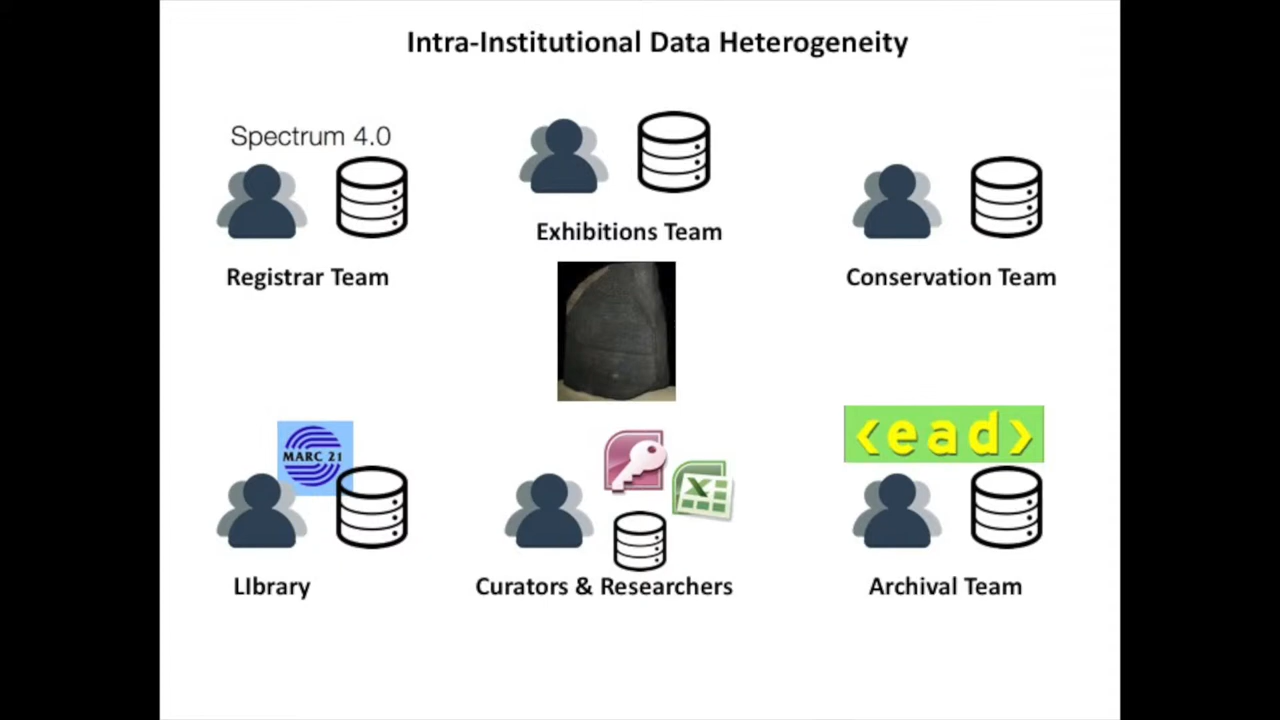 Intra-Institutional Data Heterogeneity
Spectrum 4.0
Exhibitions Team
Registrar Team
Conservation Team
MARC 21
<ead>
LIbrary
Curators & Researchers
Archival Team